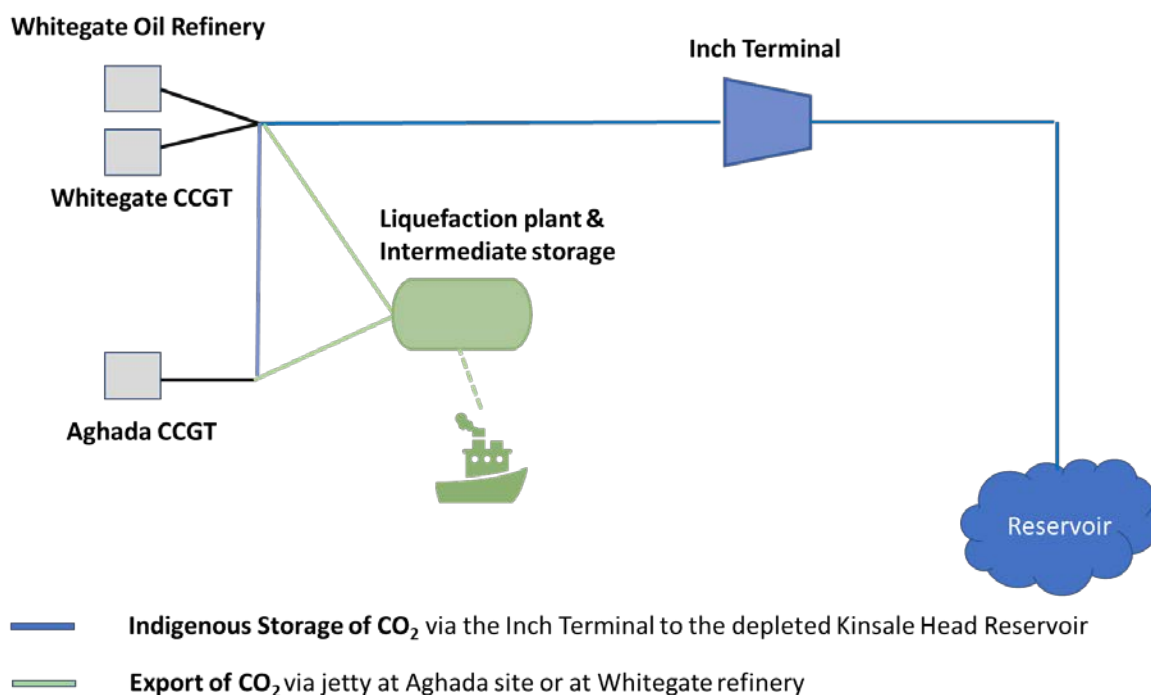 Whitegate Oil Refinery
Inch Terminal
Whitegate CCGT
Liquefaction plant &
Intermediate storage
Aghada CCGT
Reservoir
Indigenous Storage of CO₂ via the Inch Terminal to the depleted Kinsale Head Reservoir
Export of CO₂ via jetty at Aghada site or at Whitegate refinery